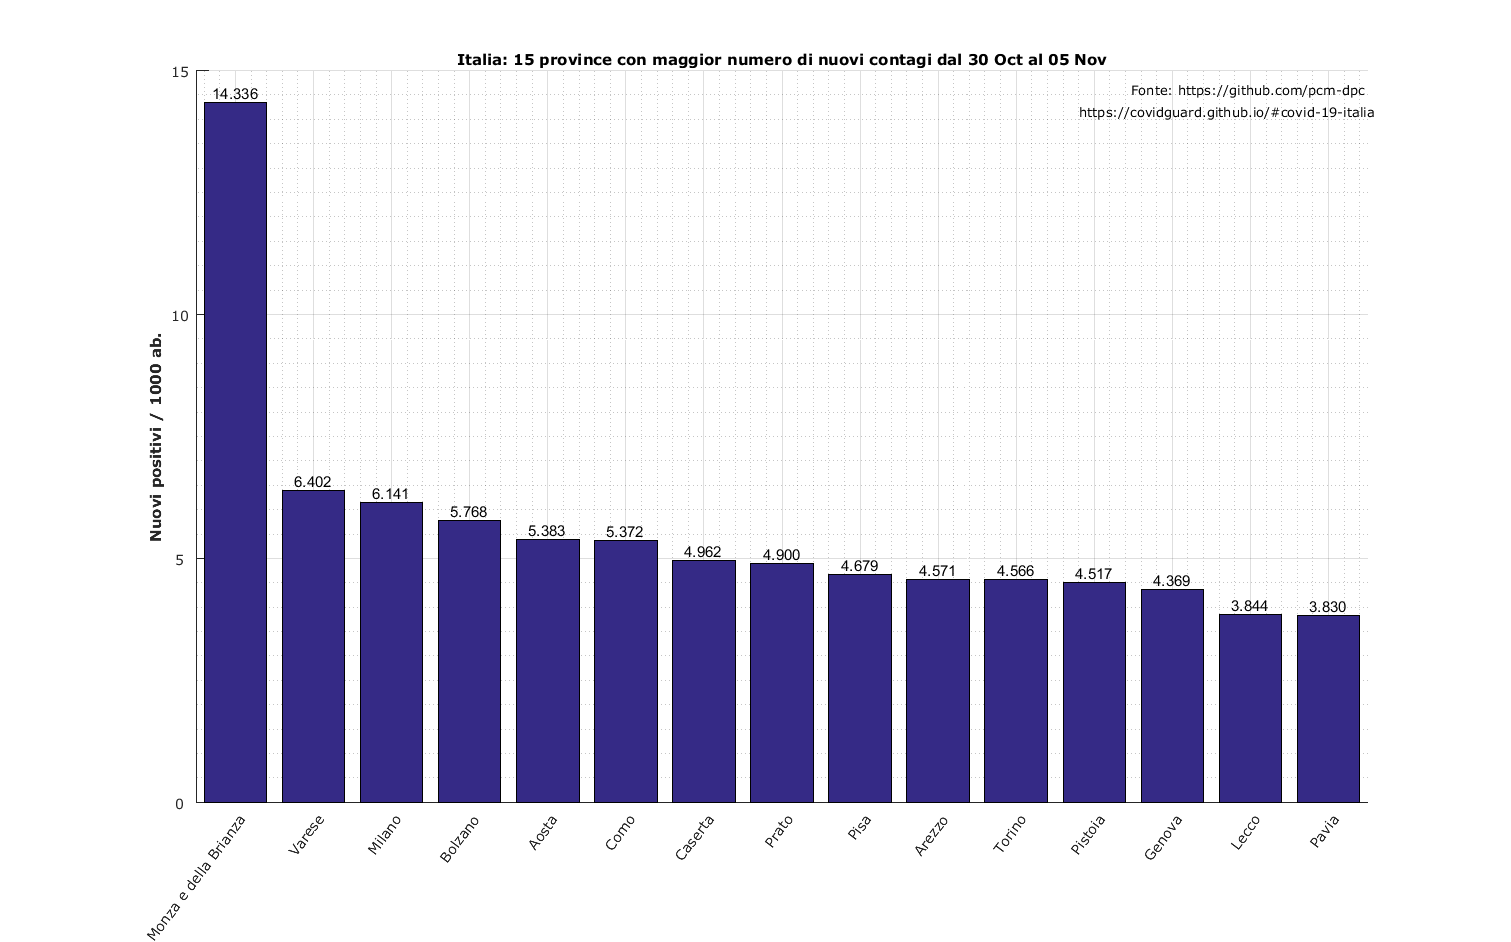 Italia: 15 province con maggior numero di nuovi contagi dal 30 Oct al 05 Nov
Fonte: https://github.com/pcm-dpc
https://covidguard.github.io/#covid-19-italia
Nuovi positivi / 1000 ab.
15
10
5
0
14.336
6.402
6.141
5.768
5.383
5.372
4.962
4.900
4.679
4.571
4.566
4.517
4.369
3.844
3.830
Monza e della Brianza
Varese
Milano
Bolzano
Aosta
Como
Caserta
Prato
Pisa
Arezzo
Torino
Pistoia
Genova
Lecco
Pavia